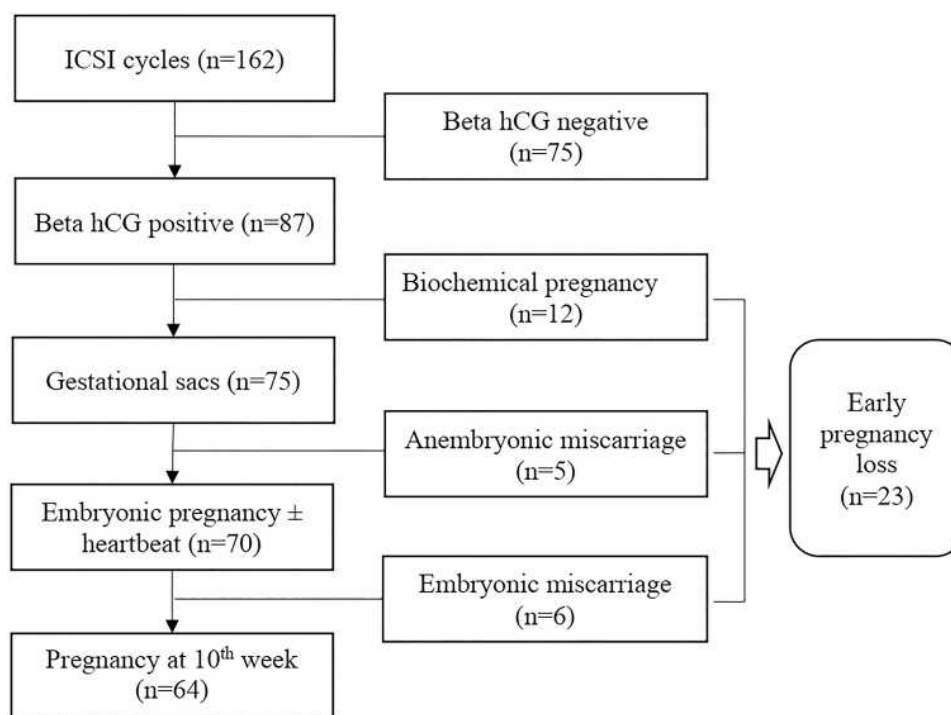 ICSI cycles (n=162)
Beta hCG negative
(n=75)
Beta hCG positive (n=87)
Biochemical pregnancy
(n=12)
Gestational sacs (n=75)
Anembryonic miscarriage
(n=5)
Early
pregnancy
loss
(n=23)
Embryonic pregnancy ±
heartbeat (n=70)
Embryonic miscarriage
(n=6)
Pregnancy at 10th week
(n=64)